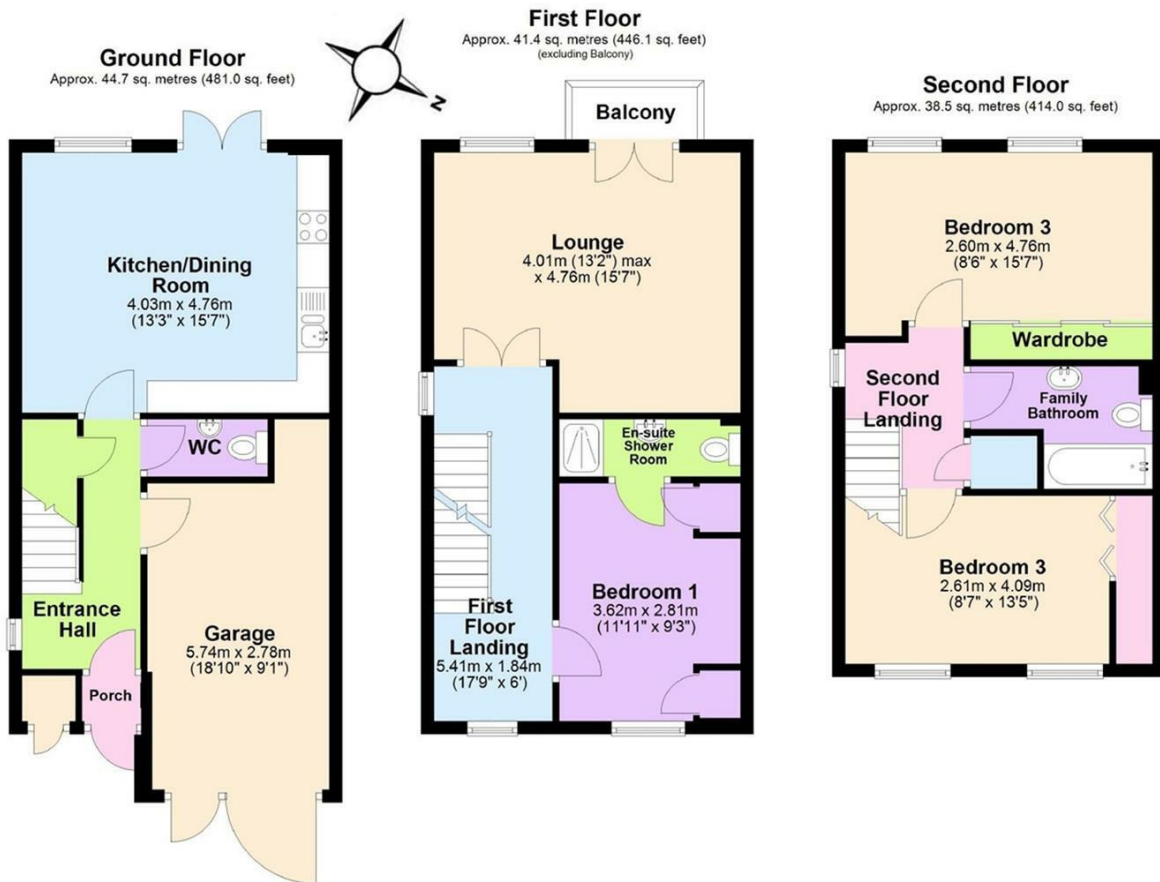 Ground Floor
Approx. 44.7 sq. metres (481.0 sq. feet)
Kitchen/Dining
Room
4.03m x 4.76m
(13'3" x 15'7")
WC
Entrance
Hall
Garage
5.74m x 2.78m
(18'10" x 9'1")
Porch
N
First Floor
Approx. 41.4 sq. metres (446.1 sq. feet)
(excluding Balcony)
Balcony
Lounge
4.01m (13'2") max
x 4.76m (15'7")
En-suite
Shower
Room
Bedroom 1
3.62m x 2.81m
(11'11" x 9'3")
First
Floor
Landing
5.41m x 1.84m
(17'9" x 6')
Second Floor
Approx. 38.5 sq. metres (414.0 sq. feet)
Bedroom 3
2.60m x 4.76m
(8'6" x 15'7")
Wardrobe
Second
Floor
Landing
Family
Bathroom
Bedroom 3
2.61m x 4.09m
(8'7" x 13'5")